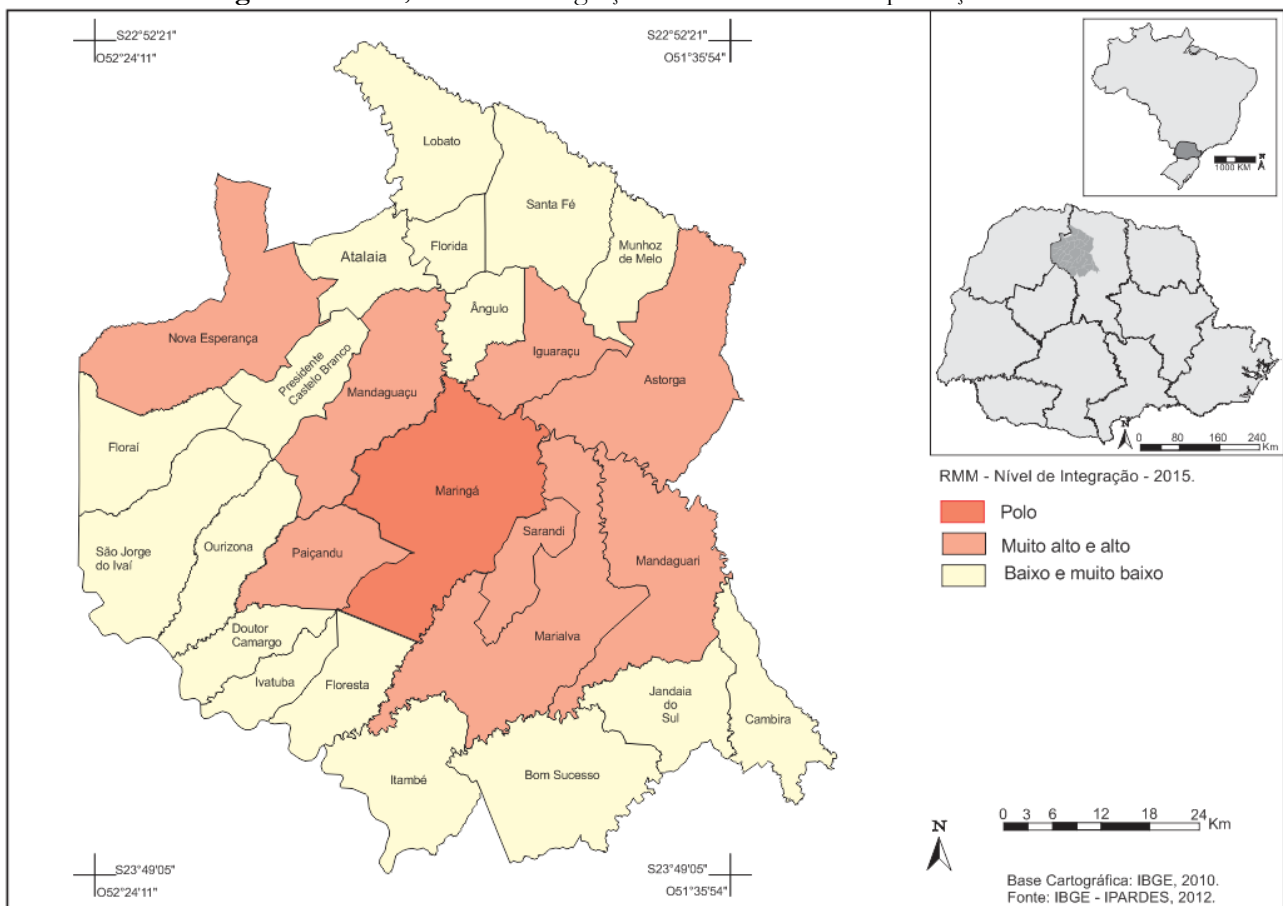 S22°52'21"
O52°24'11"
S22°52'21"
O51°35'54"
Lobato
Santa Fé
Florida
Munhoz
de Melo
Atalaia
Ângulo
Nova Esperança
Iguaraçu
Presidente
Castelo Branco
Mandaguaçu
Astorga
Floraí
Maringá
Sarandi
São Jorge
do Ivaí
Ourizona
Paiçandu
Mandaguari
Doutor
Camargo
Marialva
Ivatuba
Floresta
Jandaia
do
Sul
Cambira
Itambé
Bom Sucesso
S23°49'05"
O52°24'11"
S23°49'05"
O51°35'54"
N
1000 KM
N
0 80 160 240
Km
RMM - Nível de Integração - 2015.
Polo
Muito alto e alto
Baixo e muito baixo
N
0 3 6 12 18 24
Km
Base Cartográfica: IBGE, 2010.
Fonte: IBGE - IPARDES, 2012.